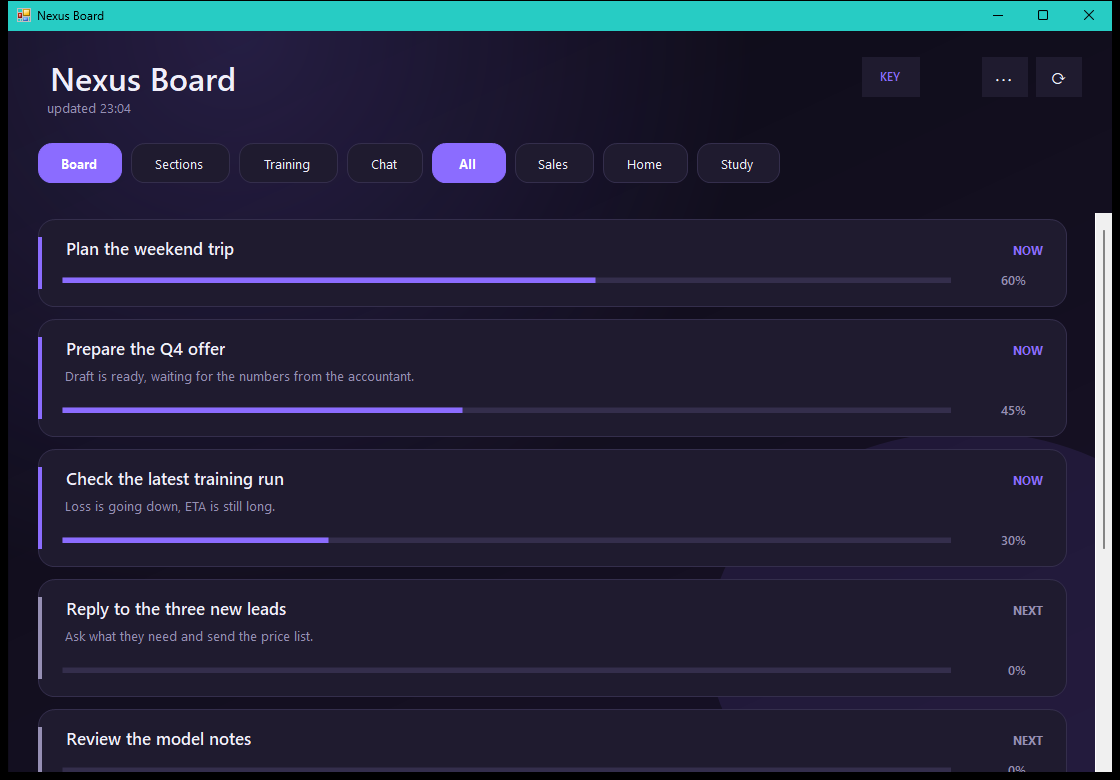 Nexus Board
Nexus Board
updated 23:04
KEY
...
Board
Sections
Training
Chat
All
Sales
Home
Study
Plan the weekend trip
NOW
60%
Prepare the Q4 offer
NOW
Draft is ready, waiting for the numbers from the accountant.
45%
Check the latest training run
NOW
Loss is going down, ETA is still long.
30%
Reply to the three new leads
NEXT
Ask what they need and send the price list.
0%
Review the model notes
NEXT
0%